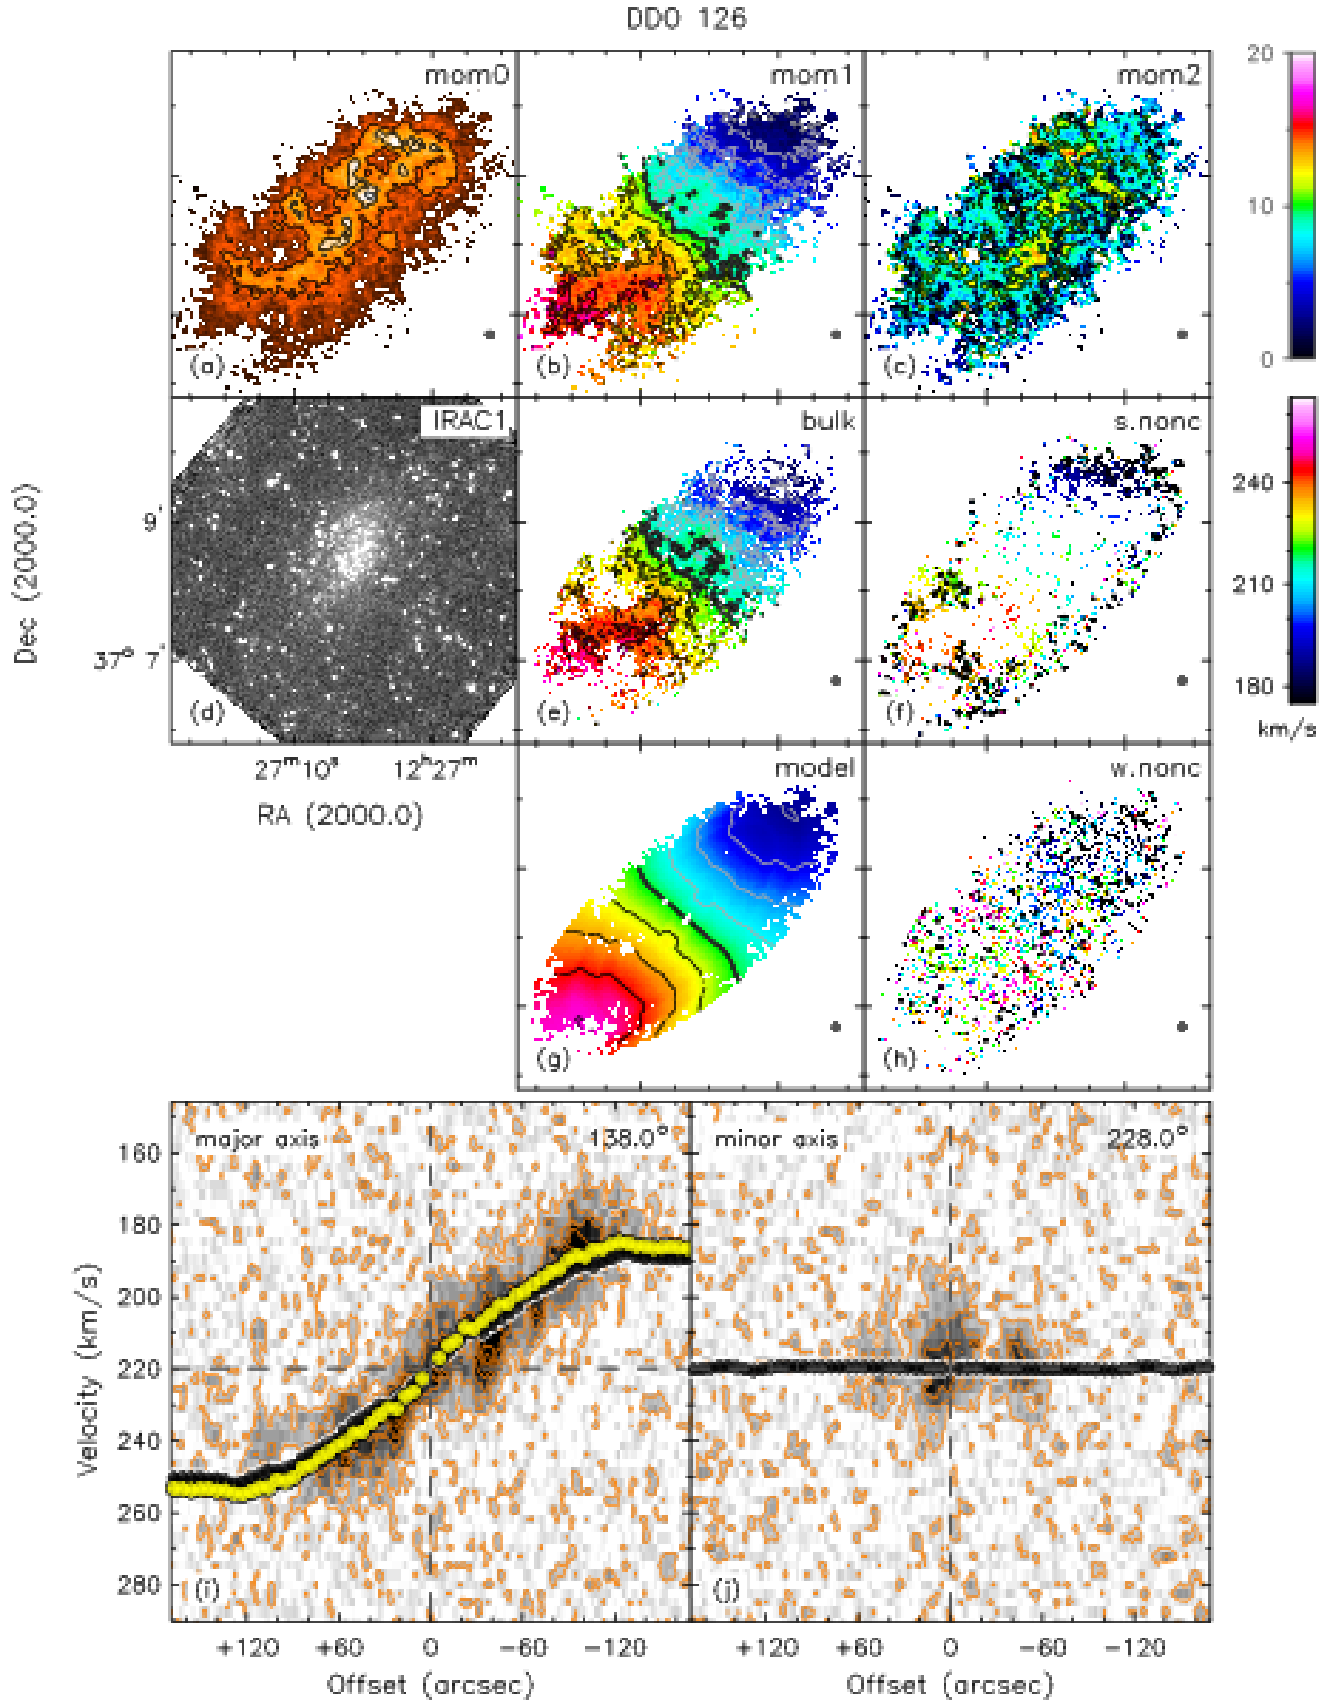 DDO 126
mom0
mom1
mom2
20
10
0
(a)
(b)
(c)
IRAC1
bulk
s.nonc
9'
37° 7'
Dec (2000.0)
240
210
180
km/s
(d)
(e)
(f)
27ᵐ10ˢ
12ʰ27ᵐ
RA (2000.0)
model
w.nonc
(g)
(h)
major axis
138.0°
minor axis
228.0°
160
180
200
220
240
260
280
Velocity (km/s)
(i)
(j)
+120 +60 0 −60 −120
+120 +60 0 −60 −120
Offset (arcsec)
Offset (arcsec)